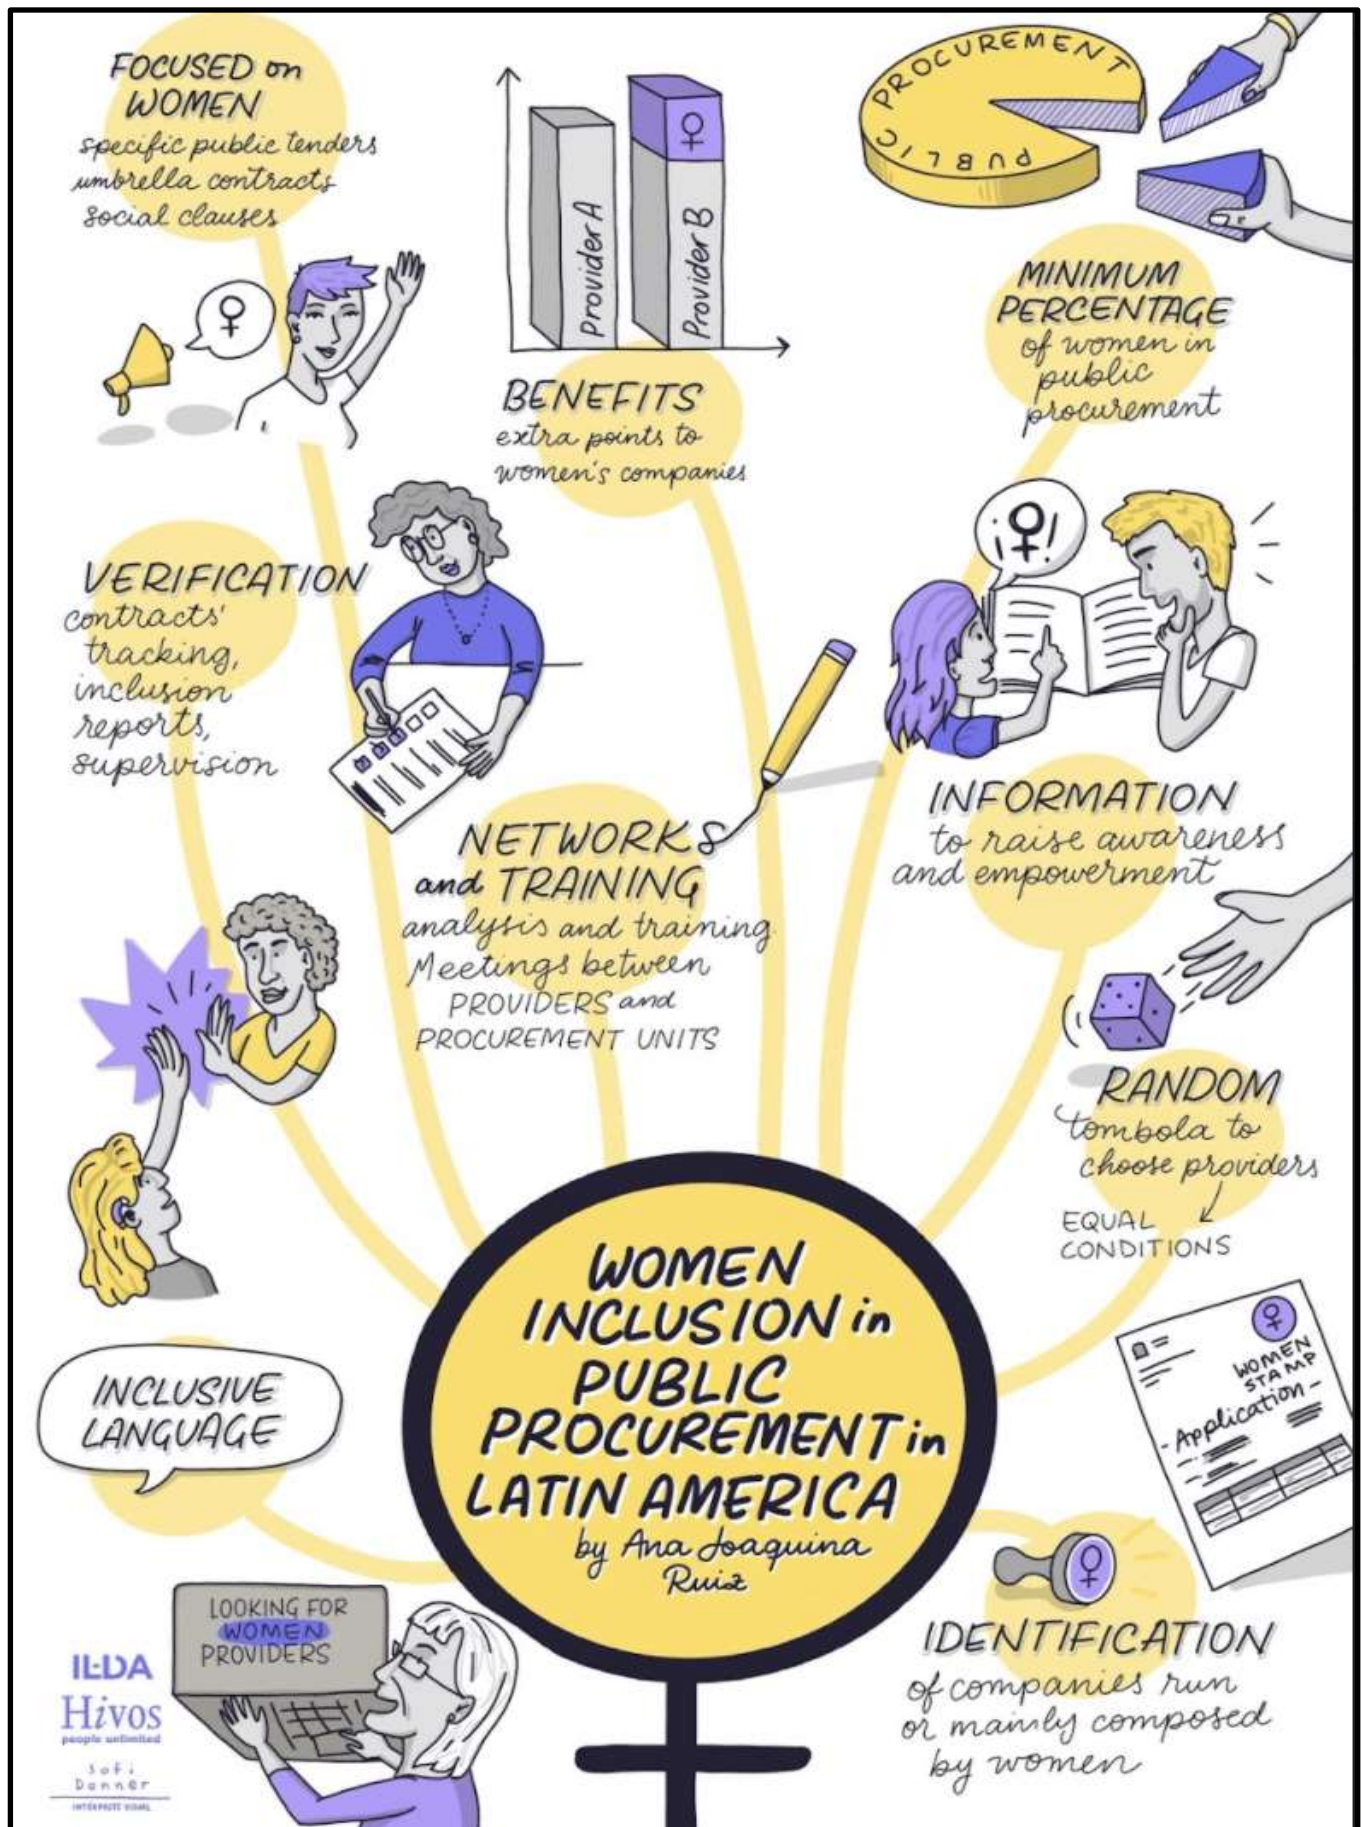 FOCUSED on
WOMEN
specific public tenders
umbrella contracts
social clauses
Provider A
Provider B
BENEFITS
extra points to
women's companies
PUBLIC PROCUREMENT
MINIMUM
PERCENTAGE
of women in
public
procurement
VERIFICATION
contracts'
tracking,
inclusion
reports,
supervision
NETWORKS
and TRAINING
analysis and training
Meetings between
PROVIDERS and
PROCUREMENT UNITS
¡ !
INFORMATION
to raise awareness
and empowerment
RANDOM
tombola to
choose providers
EQUAL
CONDITIONS
INCLUSIVE
LANGUAGE
WOMEN
INCLUSION in
PUBLIC
PROCUREMENT in
LATIN AMERICA
by Ana Joaquina
Ruiz
WOMEN
STAMP
- Application -
IDENTIFICATION
of companies run
or mainly composed
by women
LOOKING FOR
WOMEN
PROVIDERS
ILDA
Hivos
people unlimited
Sofi
Donner
INTÉRPRETE VISUAL